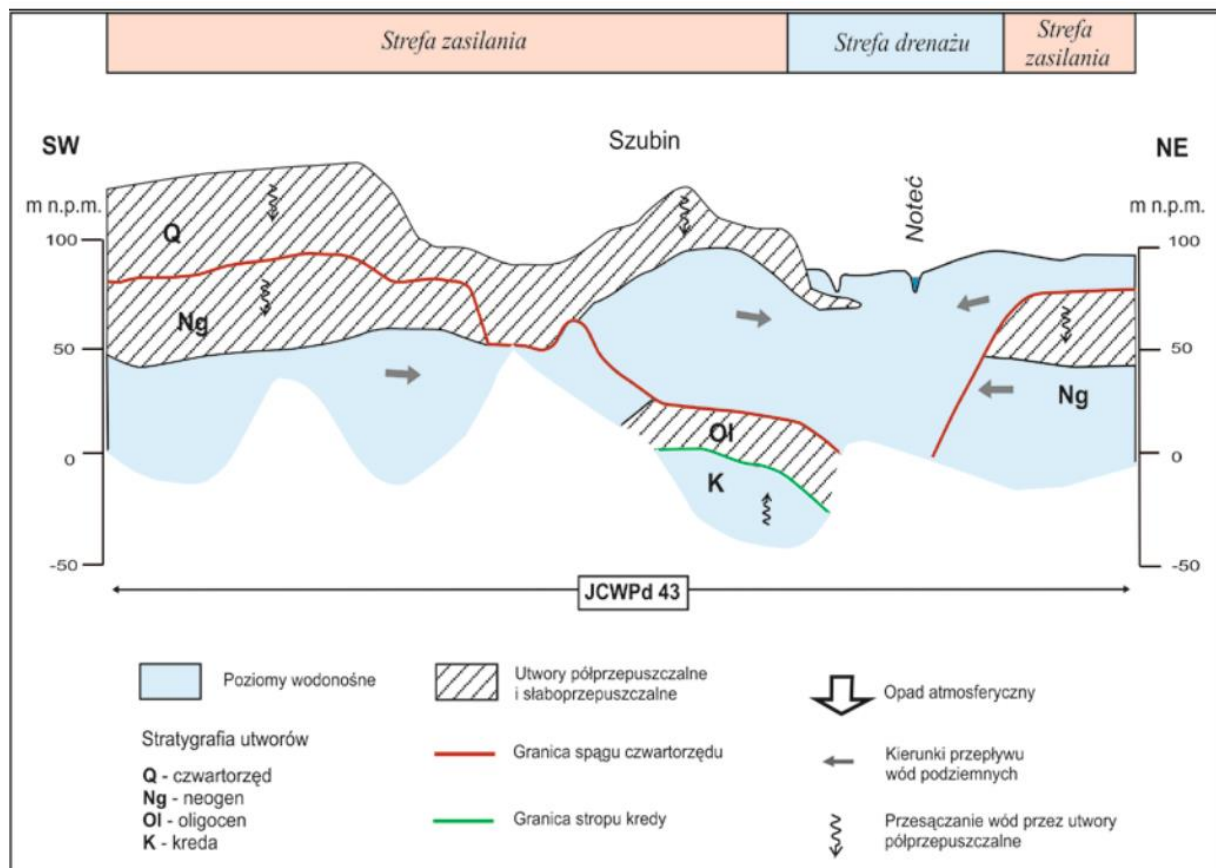 Strefa zasilania
Strefa drenażu
Strefa
zasilania
SW
Szubin
NE
m n.p.m.
Noteć
m n.p.m.
100
100
Q
Ng
50
50
Ng
Ol
0
0
K
-50
-50
JCWPd 43
Poziomy wodonośne
Utwory półprzepuszczalne
i słaboprzepuszczalne
Opad atmosferyczny
Stratygrafia utworów
Q - czwartorzęd
Ng - neogen
Ol - oligocen
K - kreda
Granica spągu czwartorzędu
Granica stropu kredy
Kierunki przepływu
wód podziemnych
Przesączanie wód przez utwory
półprzepuszczalne